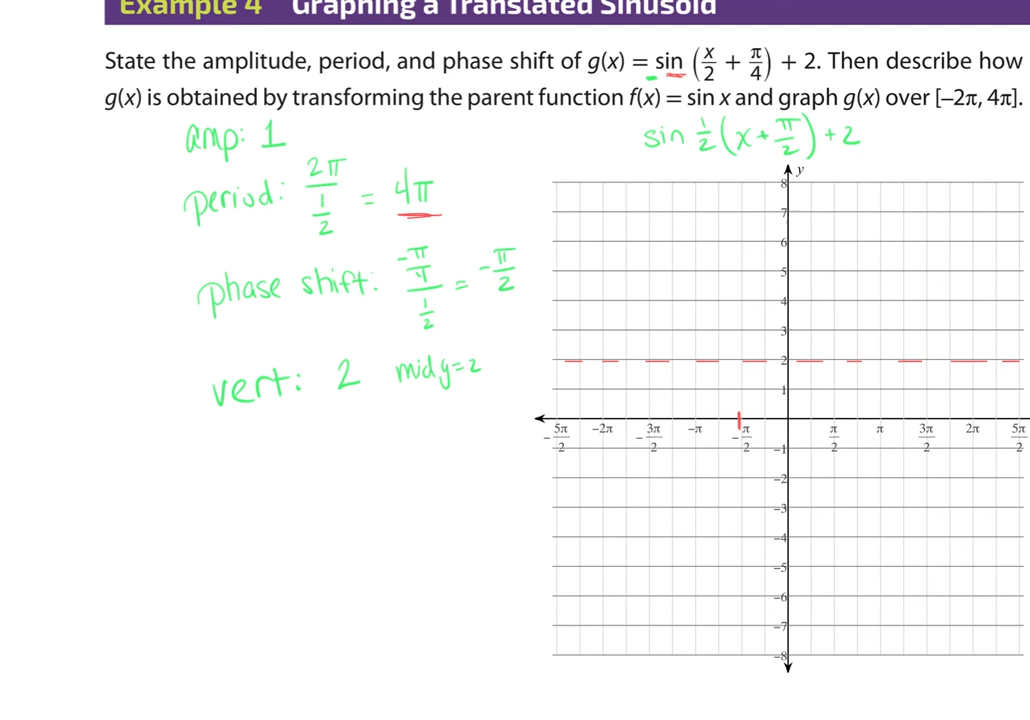 Example 4 Graphing a Translated Sinusoid
State the amplitude, period, and phase shift of g(x) = sin (x/2 + π/4) + 2. Then describe how
g(x) is obtained by transforming the parent function f(x) = sin x and graph g(x) over [–2π, 4π].
amp: 1
sin 1/2 (x + π/2) + 2
period: 2π / 1/2 = 4π
phase shift: -π/4 / 1/2 = -π/2
vert: 2 mid y=2
y
8
7
6
5
4
3
2
1
-5π/2 -2π -3π/2 -π -π/2 π/2 π 3π/2 2π 5π/2
-1
-2
-3
-4
-5
-6
-7
-8